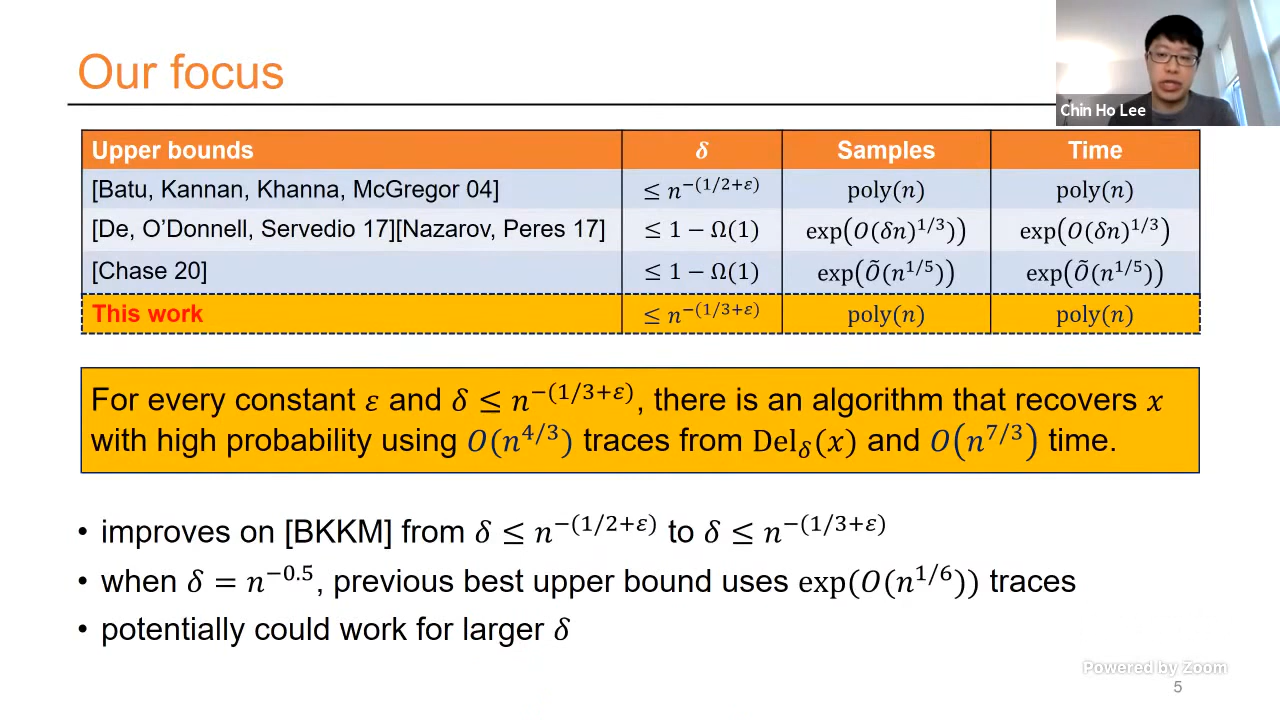 Our focus
Chin Ho Lee
Upper bounds δ Samples Time
[Batu, Kannan, Khanna, McGregor 04] ≤ n^{−(1/2+ε)} poly(n) poly(n)
[De, O’Donnell, Servedio 17][Nazarov, Peres 17] ≤ 1 − Ω(1) exp(O(δn)^{1/3})) exp(O(δn)^{1/3})
[Chase 20] ≤ 1 − Ω(1) exp(Õ(n^{1/5})) exp(Õ(n^{1/5}))
This work ≤ n^{−(1/3+ε)} poly(n) poly(n)
For every constant ε and δ ≤ n^{−(1/3+ε)}, there is an algorithm that recovers x
with high probability using O(n^{4/3}) traces from Del_δ(x) and O(n^{7/3}) time.
• improves on [BKKM] from δ ≤ n^{−(1/2+ε)} to δ ≤ n^{−(1/3+ε)}
• when δ = n^{−0.5}, previous best upper bound uses exp(O(n^{1/6})) traces
• potentially could work for larger δ
Powered by Zoom
5